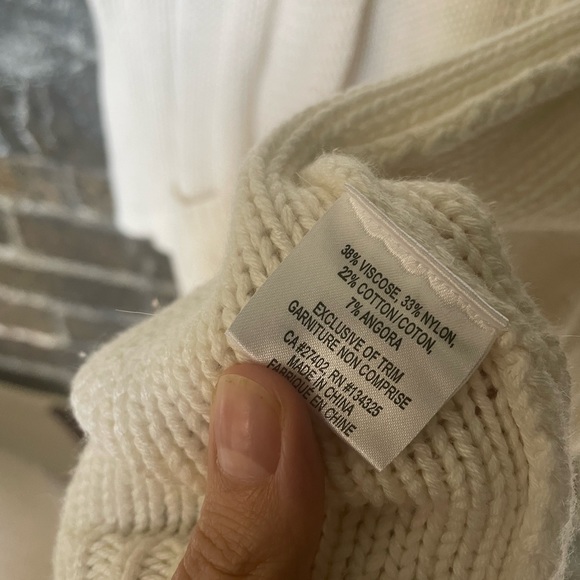 38% VISCOSE, 33% NYLON,
22% COTTON/COTON,
7% ANGORA
EXCLUSIVE OF TRIM
GARNITURE NON COMPRISE
CA #27402, RN #134325
MADE IN CHINA
FABRIQUE EN CHINE